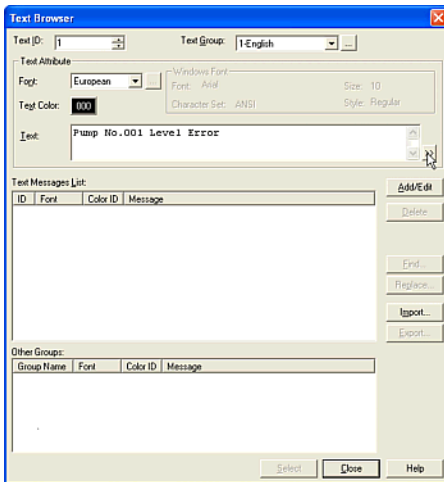 Text Browser
Text ID: 1 Text Group: 1-English ...
Text Attribute
Font: European ...
Windows Font
Font: Arial Size: 10
Character Set: ANSI Style: Regular
Text Color: 000
Text: Pump No.001 Level Error
>>
Text Messages List:
ID Font Color ID Message
Add/Edit
Delete
Find...
Replace...
Import...
Export...
Other Groups:
Group Name Font Color ID Message
Select Close Help